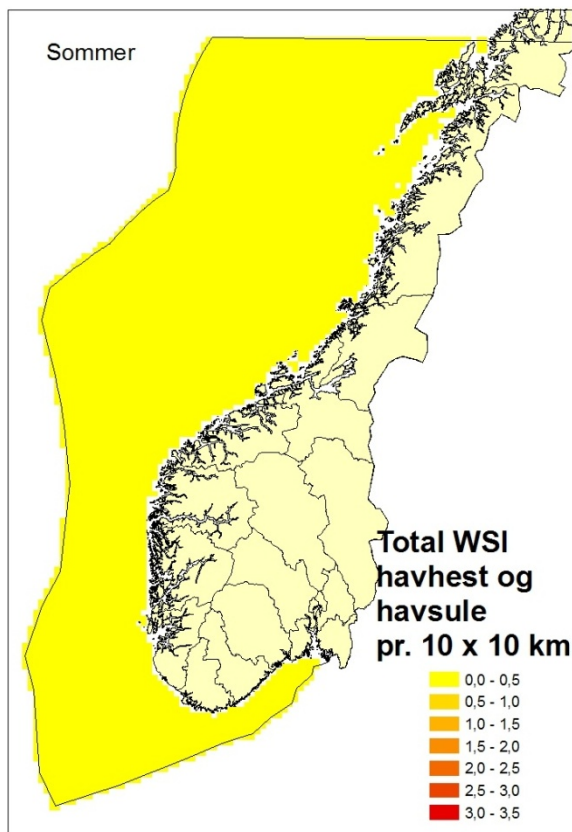 Sommer
Total WSI
havhest og
havsule
pr. 10 x 10 km
0,0 - 0,5
0,5 - 1,0
1,0 - 1,5
1,5 - 2,0
2,0 - 2,5
2,5 - 3,0
3,0 - 3,5